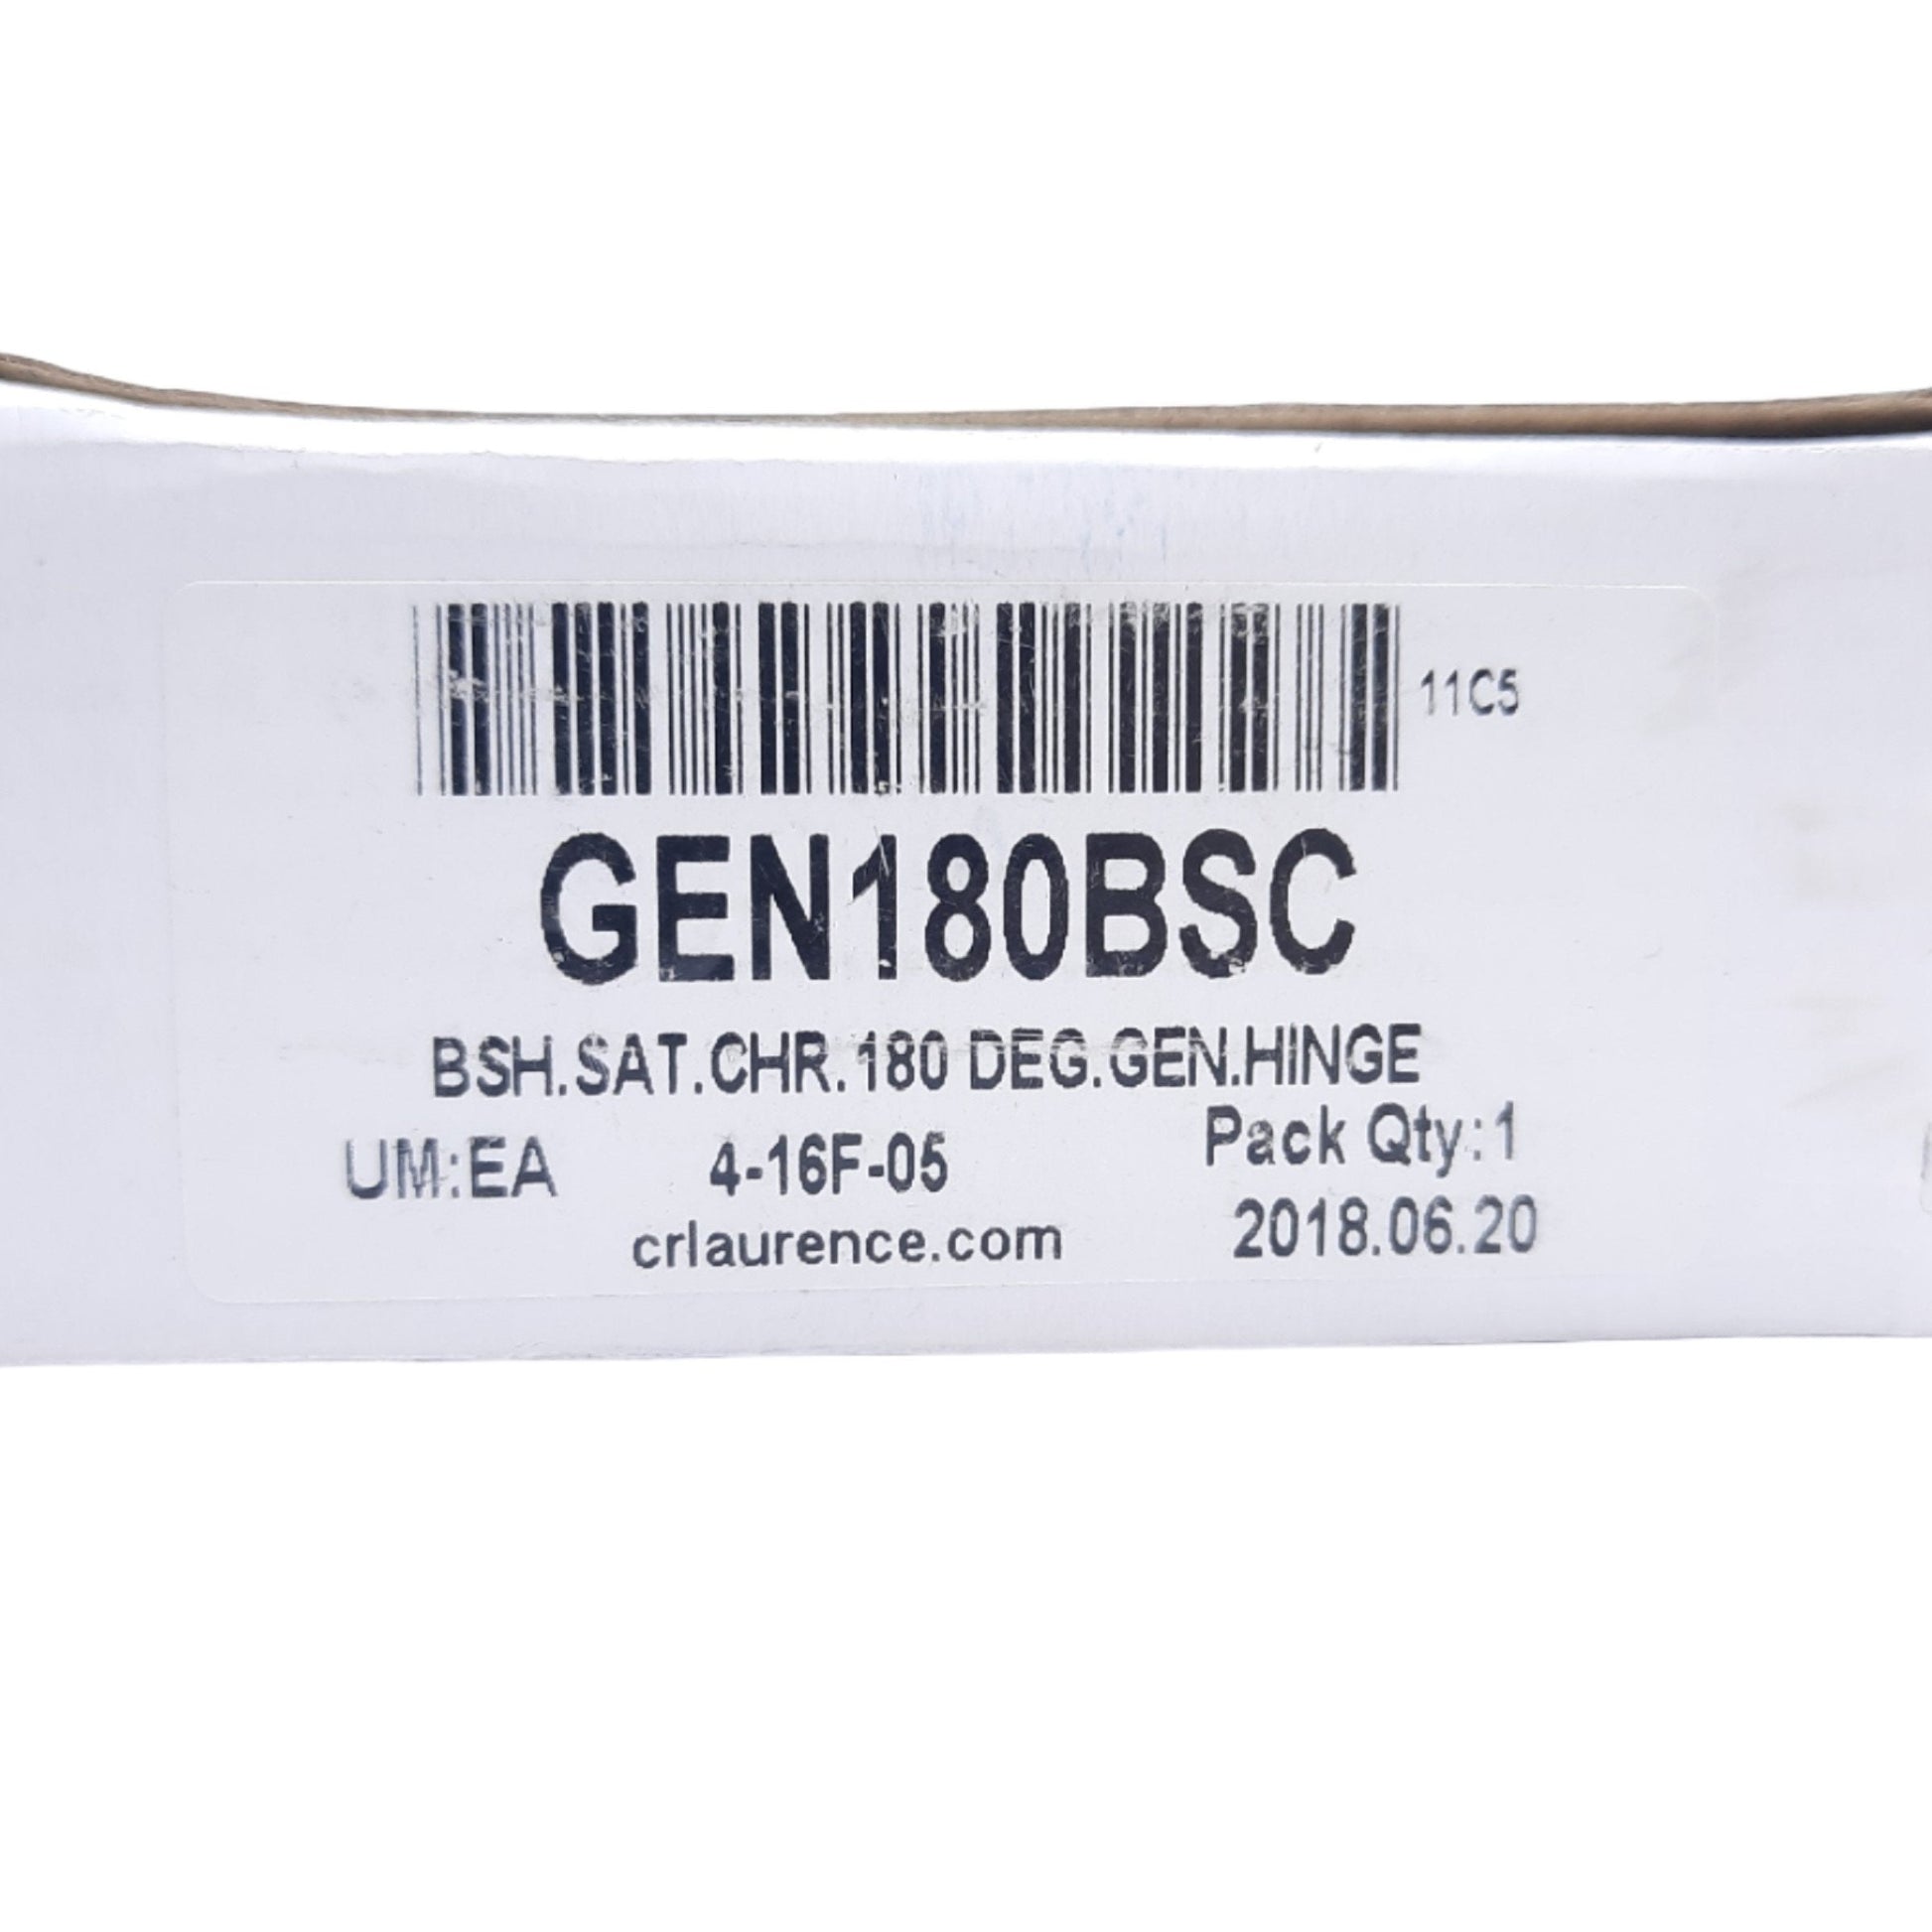 11C5
GEN180BSC
BSH.SAT.CHR.180 DEG.GEN.HINGE
UM:EA 4-16F-05 Pack Qty:1
crlaurence.com 2018.06.20